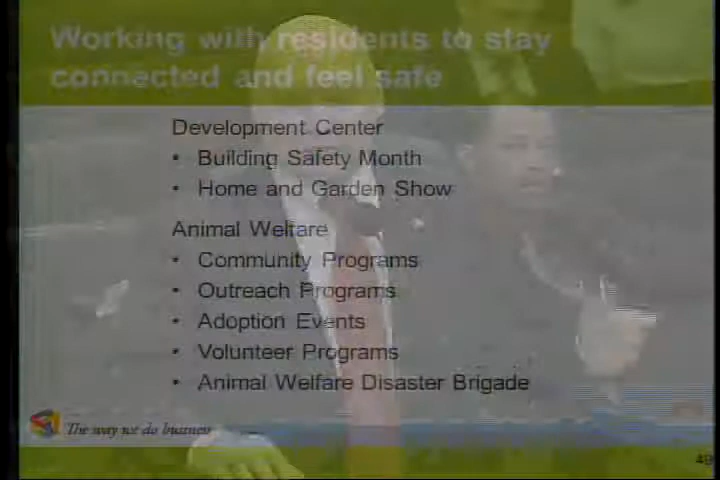 Working with residents to stay
connected and feel safe
Development Center
• Building Safety Month
• Home and Garden Show
Animal Welfare
• Community Programs
• Outreach Programs
• Adoption Events
• Volunteer Programs
• Animal Welfare Disaster Brigade
The way we do business
49